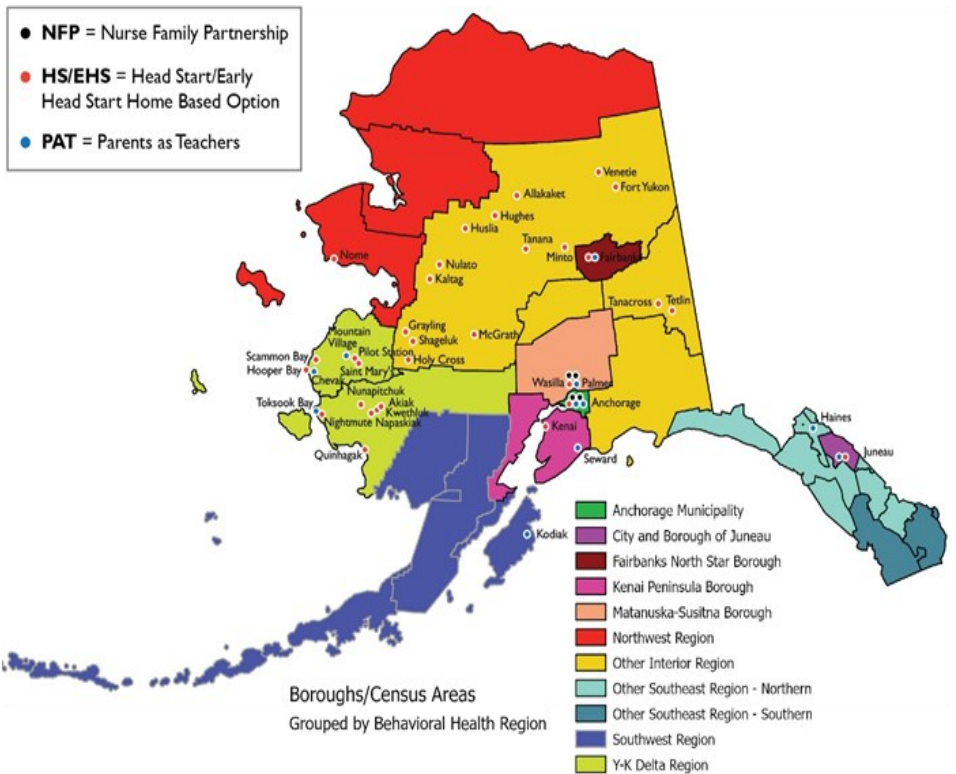 • NFP = Nurse Family Partnership
• HS/EHS = Head Start/Early
Head Start Home Based Option
• PAT = Parents as Teachers
Venetie
Fort Yukon
Allakaket
Hughes
Huslia
Tanana
Minto
Fairbanks
Nome
Nulato
Kaltag
Tanacross
Tetlin
Grayling
McGrath
Shageluk
Holy Cross
Mountain
Village
Pilot Station
Scammon Bay
Saint Mary's
Hooper Bay
Chevak
Wasilla
Palmer
Nunapitchuk
Akiak
Toksook Bay
Kwethluk
Anchorage
Nightmute
Napaskiak
Haines
Kenai
Juneau
Quinhagak
Seward
Kodiak
Anchorage Municipality
City and Borough of Juneau
Fairbanks North Star Borough
Kenai Peninsula Borough
Matanuska-Susitna Borough
Northwest Region
Other Interior Region
Other Southeast Region - Northern
Other Southeast Region - Southern
Southwest Region
Y-K Delta Region
Boroughs/Census Areas
Grouped by Behavioral Health Region